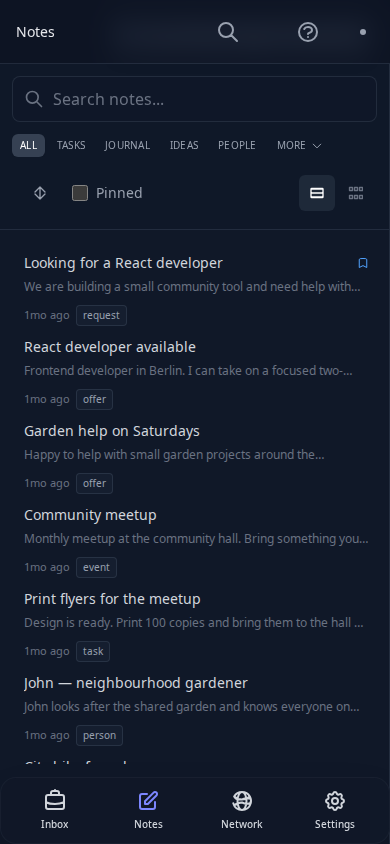 Notes
Search notes...
ALL TASKS JOURNAL IDEAS PEOPLE MORE
Pinned
Looking for a React developer
We are building a small community tool and need help with...
1mo ago request
React developer available
Frontend developer in Berlin. I can take on a focused two-...
1mo ago offer
Garden help on Saturdays
Happy to help with small garden projects around the...
1mo ago offer
Community meetup
Monthly meetup at the community hall. Bring something you...
1mo ago event
Print flyers for the meetup
Design is ready. Print 100 copies and bring them to the hall ...
1mo ago task
John — neighbourhood gardener
John looks after the shared garden and knows everyone on...
1mo ago person
Inbox Notes Network Settings